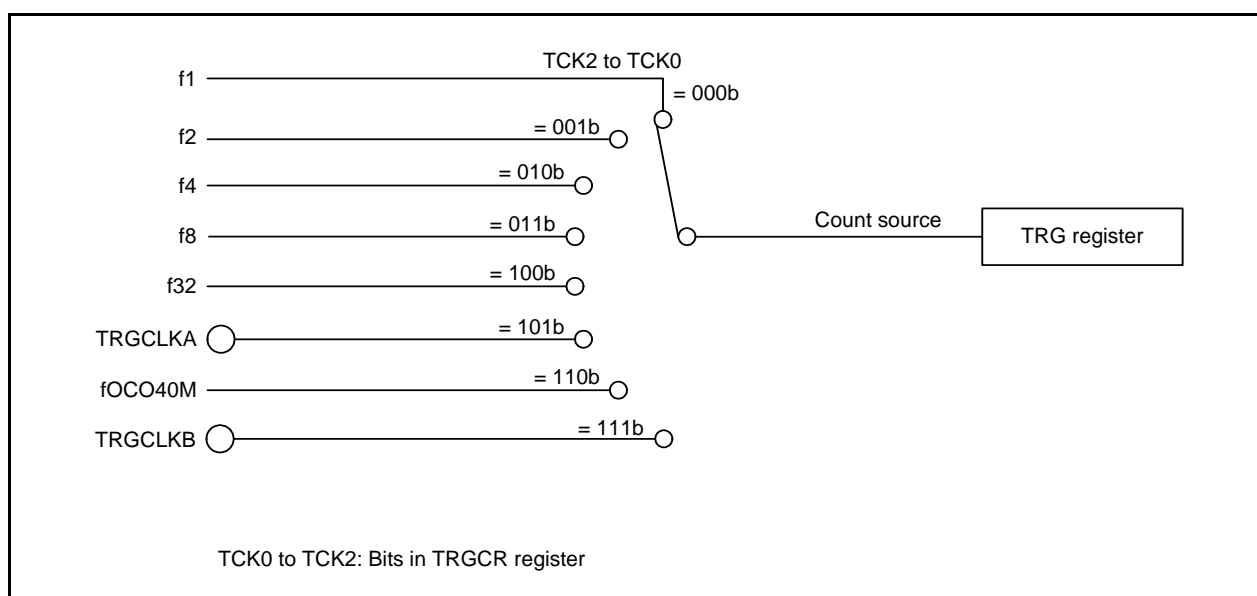 TCK2 to TCK0
f1
= 000b
f2
= 001b
f4
= 010b
f8
= 011b
Count source
TRG register
f32
= 100b
TRGCLKA
= 101b
fOCO40M
= 110b
TRGCLKB
= 111b
TCK0 to TCK2: Bits in TRGCR register